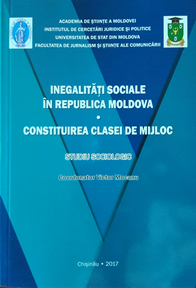 ACADEMIA DE ȘTIINȚE A MOLDOVEI
INSTITUTUL DE CERCETĂRI JURIDICE ȘI POLITICE
UNIVERSITATEA DE STAT DIN MOLDOVA
FACULTATEA DE JURNALISM ȘI ȘTIINȚE ALE COMUNICĂRII
INEGALITĂȚI SOCIALE
ÎN REPUBLICA MOLDOVA
•
CONSTITUIREA CLASEI DE MIJLOC
STUDIU SOCIOLOGIC
Coordonator Victor Mocanu
Chișinău • 2017